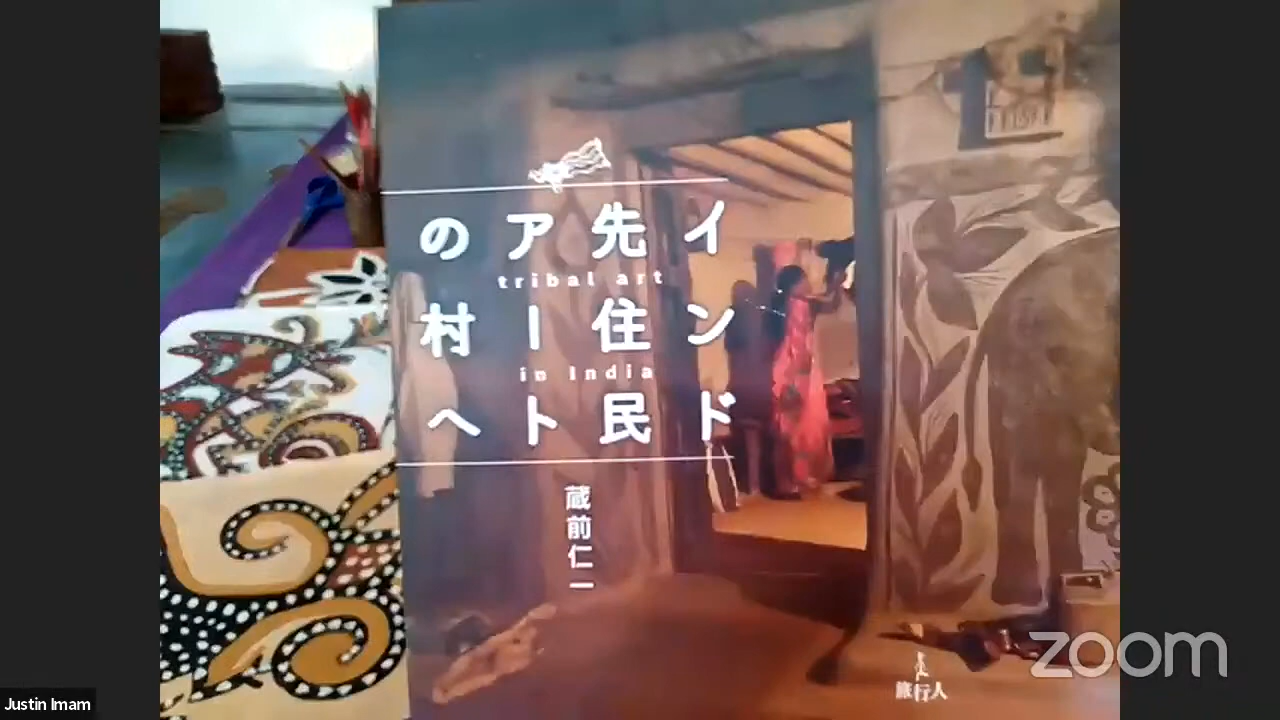 インド
先住民
アートの
村へ
tribal art
in India
蔵前仁一
旅行人
zoom
Justin Imam